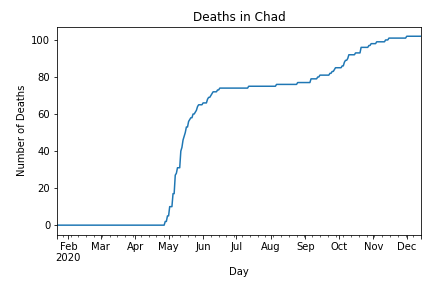 Deaths in Chad
Number of Deaths
100
80
60
40
20
0
Feb Mar Apr May Jun Jul Aug Sep Oct Nov Dec
2020
Day